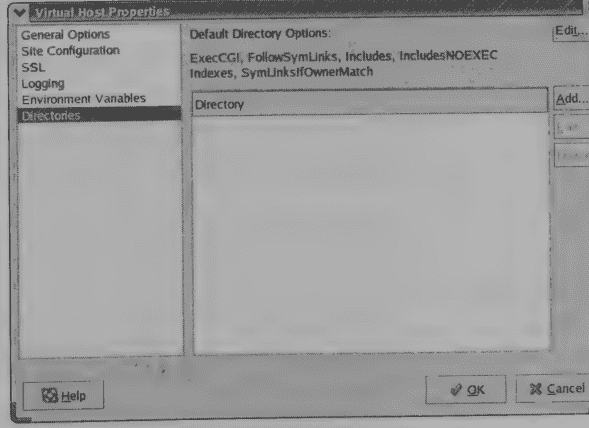 Virtual Host Properties
General Options
Site Configuration
SSL
Logging
Environment Variables
Directories
Default Directory Options:
Edit...
ExecCGI, FollowSymLinks, Includes, IncludesNOEXEC
Indexes, SymLinksIfOwnerMatch
Directory
Add...
Help
OK
Cancel